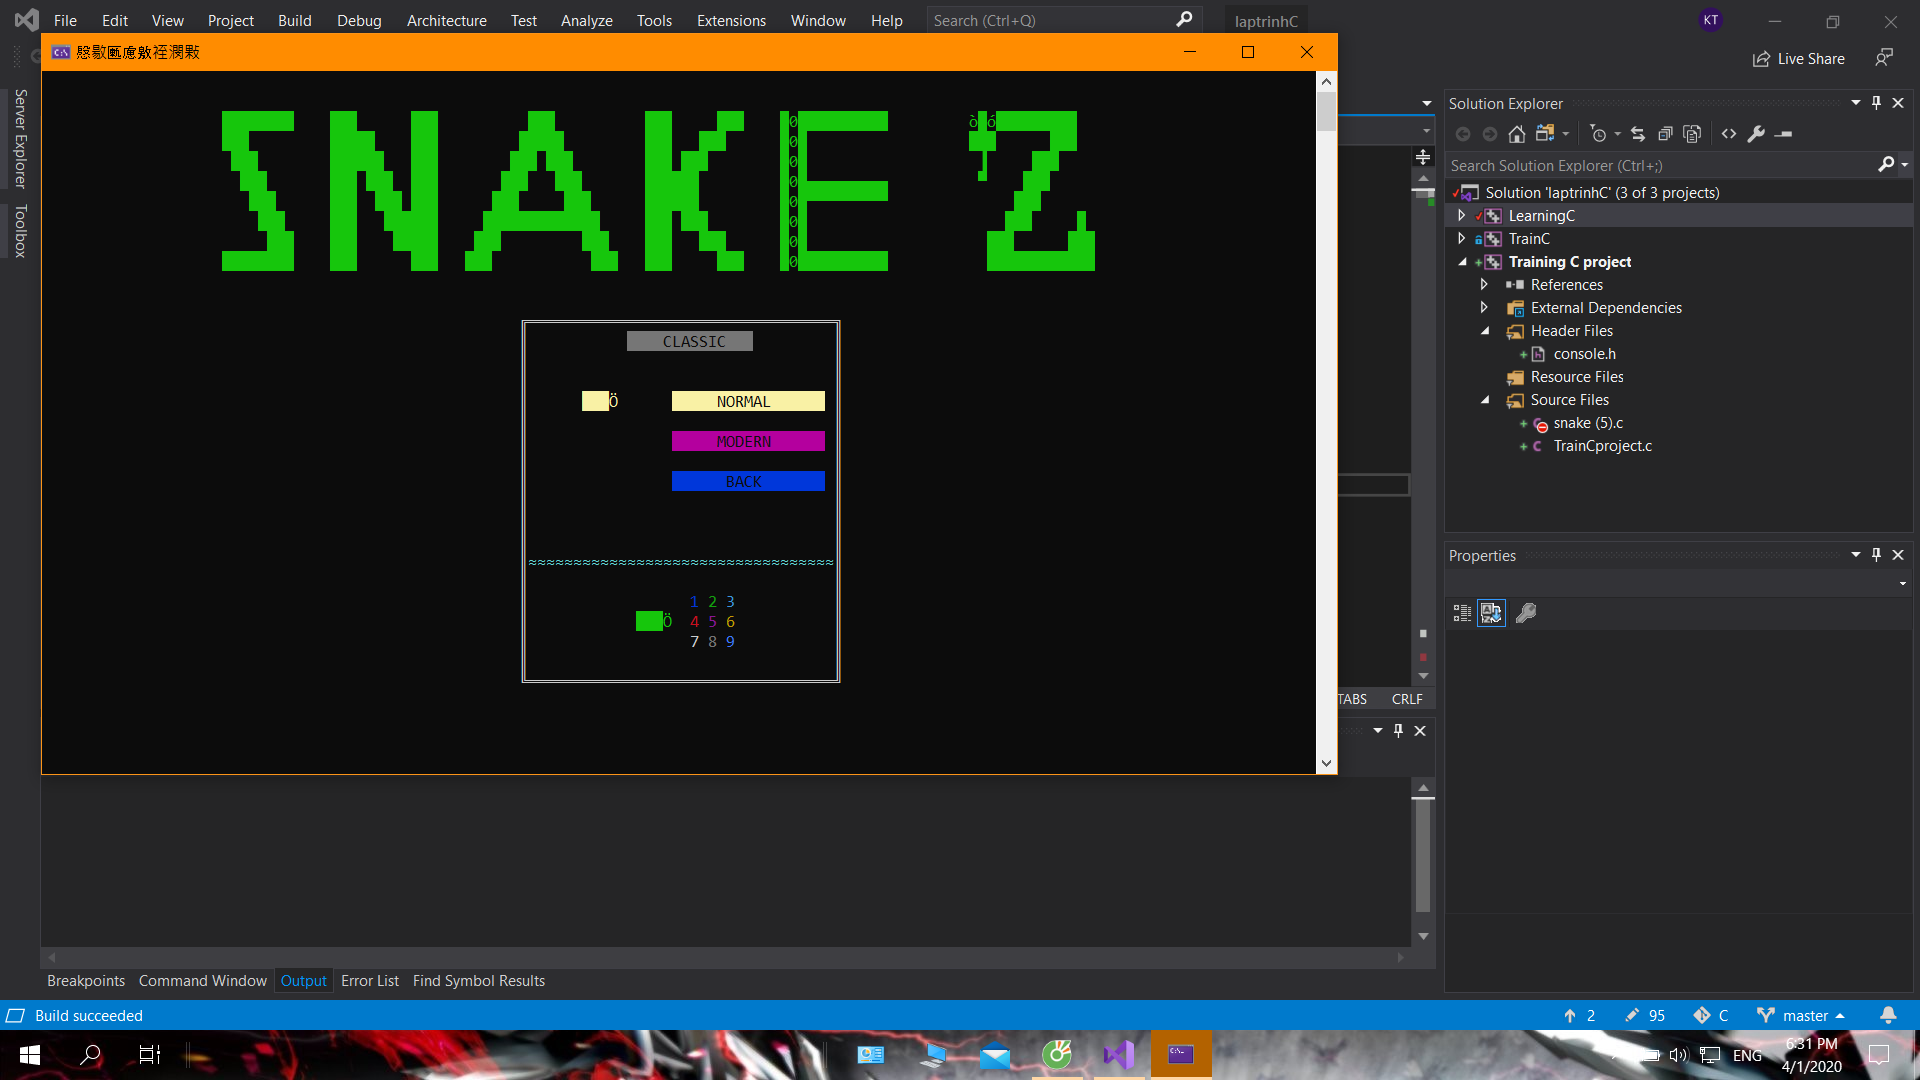 File Edit View Project Build Debug Architecture Test Analyze Tools Extensions Window Help Search (Ctrl+Q) laptrinhC KT
Live Share
Server Explorer
Toolbox
SNAKE Z
CLASSIC
NORMAL
MODERN
BACK
≈≈≈≈≈≈≈≈≈≈≈≈≈≈≈≈≈≈≈≈≈≈≈≈≈≈≈≈≈≈≈≈≈≈
1 2 3
Ö 4 5 6
7 8 9
TABS CRLF
Solution Explorer
Search Solution Explorer (Ctrl+;)
Solution 'laptrinhC' (3 of 3 projects)
LearningC
TrainC
Training C project
References
External Dependencies
Header Files
console.h
Resource Files
Source Files
snake (5).c
TrainCproject.c
Properties
Breakpoints Command Window Output Error List Find Symbol Results
Build succeeded 2 95 C master
ENG 6:31 PM
4/1/2020